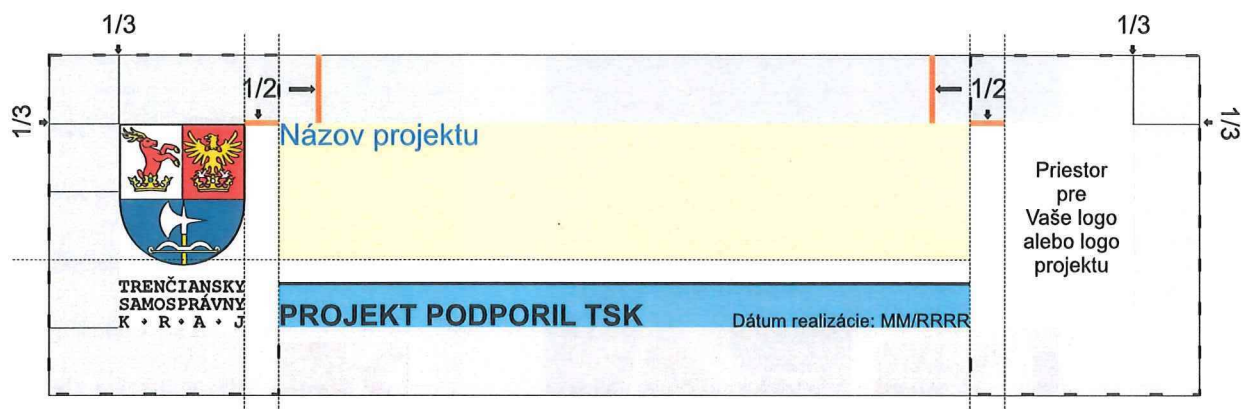 1/3
1/3
1/2
1/2
1/3
1/3
Názov projektu
Priestor
pre
Vaše logo
alebo logo
projektu
TRENČIANSKY
SAMOSPRÁVNY
K • R • A • J
PROJEKT PODPORIL TSK
Dátum realizácie: MM/RRRR